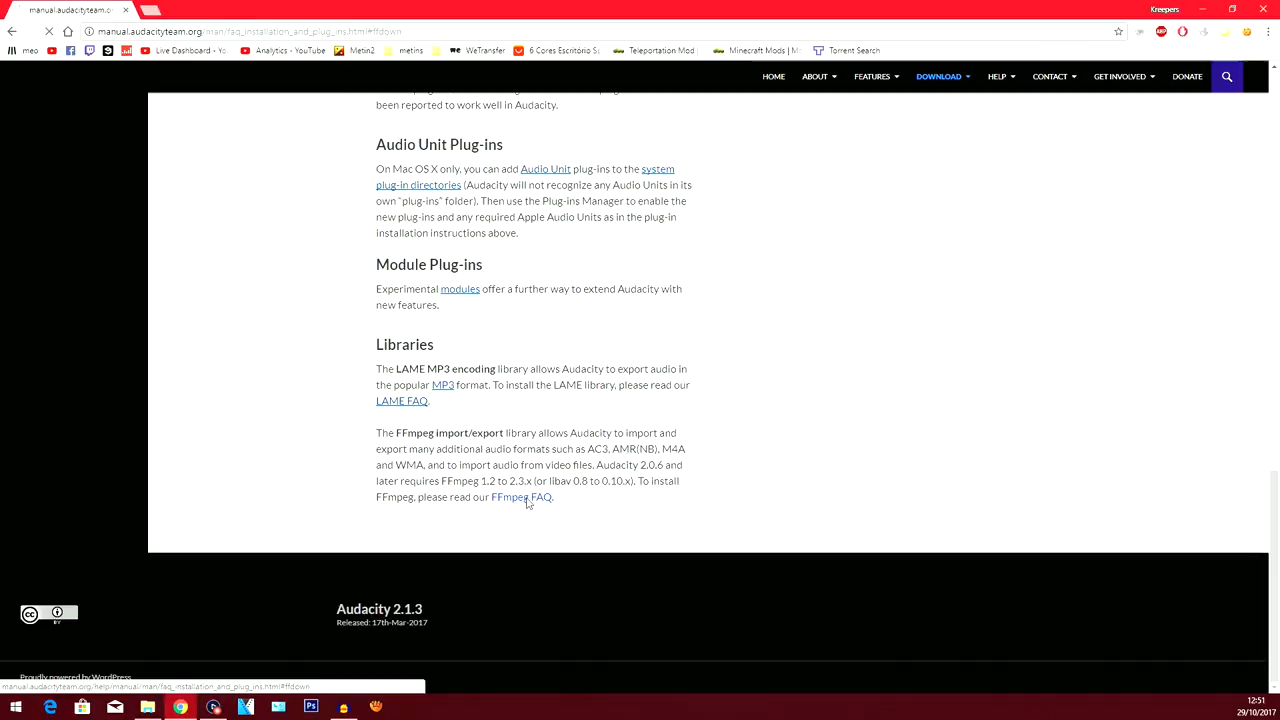 manual.audacityteam.o
Kreepers
manual.audacityteam.org/man/faq_installation_and_plug_ins.html#ffdown
meo
Live Dashboard - Yo
Analytics - YouTube
Metin2
metins
WeTransfer
6 Cores Escritório Sp
Teleportation Mod
Minecraft Mods | M
Torrent Search
HOME ABOUT FEATURES DOWNLOAD HELP CONTACT GET INVOLVED DONATE
been reported to work well in Audacity.
Audio Unit Plug-ins
On Mac OS X only, you can add Audio Unit plug-ins to the system
plug-in directories (Audacity will not recognize any Audio Units in its
own "plug-ins" folder). Then use the Plug-ins Manager to enable the
new plug-ins and any required Apple Audio Units as in the plug-in
installation instructions above.
Module Plug-ins
Experimental modules offer a further way to extend Audacity with
new features.
Libraries
The LAME MP3 encoding library allows Audacity to export audio in
the popular MP3 format. To install the LAME library, please read our
LAME FAQ.
The FFmpeg import/export library allows Audacity to import and
export many additional audio formats such as AC3, AMR(NB), M4A
and WMA, and to import audio from video files. Audacity 2.0.6 and
later requires FFmpeg 1.2 to 2.3.x (or libav 0.8 to 0.10.x). To install
FFmpeg, please read our FFmpeg FAQ.
cc
BY
Audacity 2.1.3
Released: 17th-Mar-2017
Proudly powered by WordPress
manual.audacityteam.org/help/manual/man/faq_installation_and_plug_ins.html#ffdown
Ps
12:51
29/10/2017